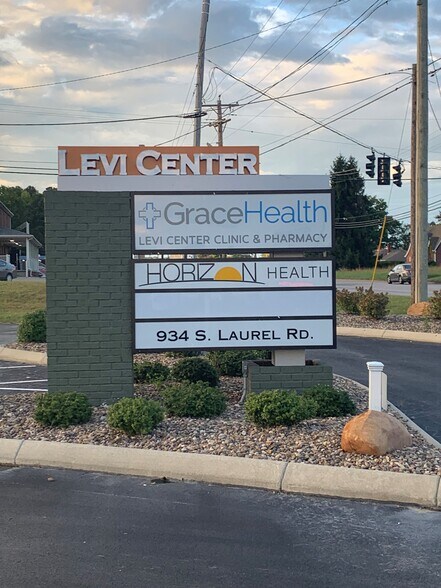 LEVI CENTER
GraceHealth
LEVI CENTER CLINIC & PHARMACY
HORIZON HEALTH
934 S. LAUREL RD.